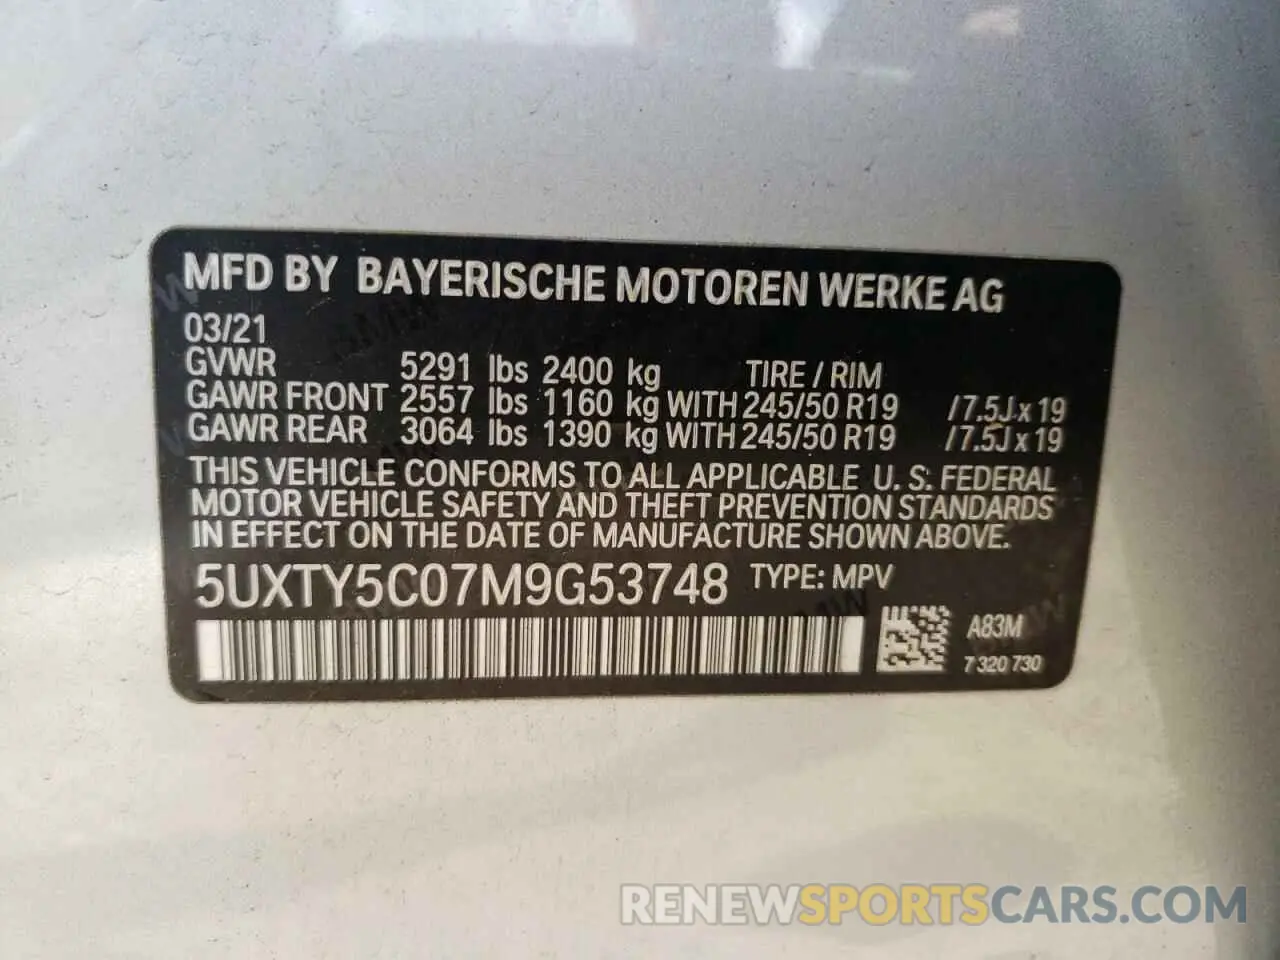 MFD BY BAYERISCHE MOTOREN WERKE AG
03/21
GVWR 5291 lbs 2400 kg TIRE / RIM
GAWR FRONT 2557 lbs 1160 kg WITH 245/50 R19 / 7.5J x 19
GAWR REAR 3064 lbs 1390 kg WITH 245/50 R19 / 7.5J x 19
THIS VEHICLE CONFORMS TO ALL APPLICABLE U. S. FEDERAL
MOTOR VEHICLE SAFETY AND THEFT PREVENTION STANDARDS
IN EFFECT ON THE DATE OF MANUFACTURE SHOWN ABOVE.
5UXTY5C07M9G53748 TYPE: MPV
A83M
7 320 730
RENEWSPORTSCARS.COM